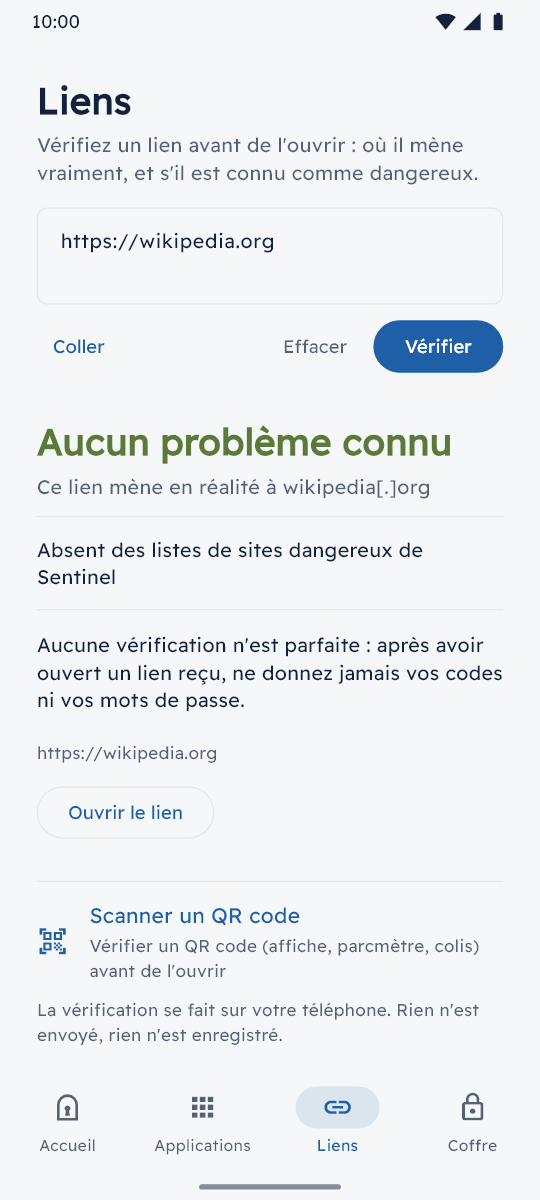 10:00
Liens
Vérifiez un lien avant de l'ouvrir : où il mène
vraiment, et s'il est connu comme dangereux.
https://wikipedia.org
Coller
Effacer
Vérifier
Aucun problème connu
Ce lien mène en réalité à wikipedia[.]org
Absent des listes de sites dangereux de
Sentinel
Aucune vérification n'est parfaite : après avoir
ouvert un lien reçu, ne donnez jamais vos codes
ni vos mots de passe.
https://wikipedia.org
Ouvrir le lien
Scanner un QR code
Vérifier un QR code (affiche, parcmètre, colis)
avant de l'ouvrir
La vérification se fait sur votre téléphone. Rien n'est
envoyé, rien n'est enregistré.
Accueil
Applications
Liens
Coffre